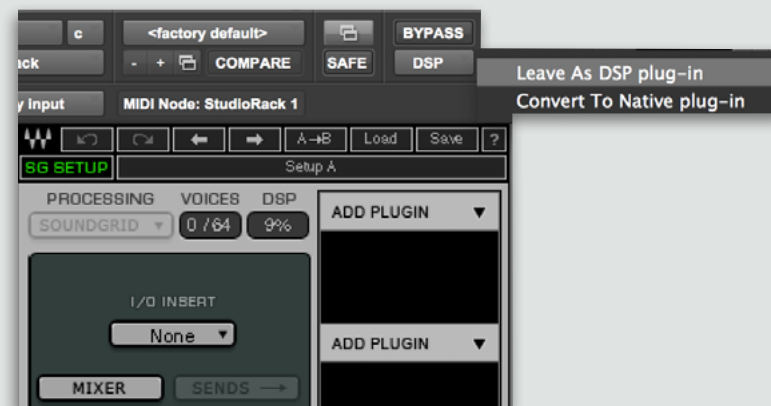 c <factory default> BYPASS
ck - + COMPARE SAFE DSP
Leave As DSP plug-in
Convert To Native plug-in
y Input MIDI Node: StudioRack 1
A→B Load Save ?
SG SETUP Setup A
PROCESSING VOICES DSP
SOUNDGRID 0 / 64 9%
ADD PLUGIN
I/O INSERT
None
ADD PLUGIN
MIXER SENDS